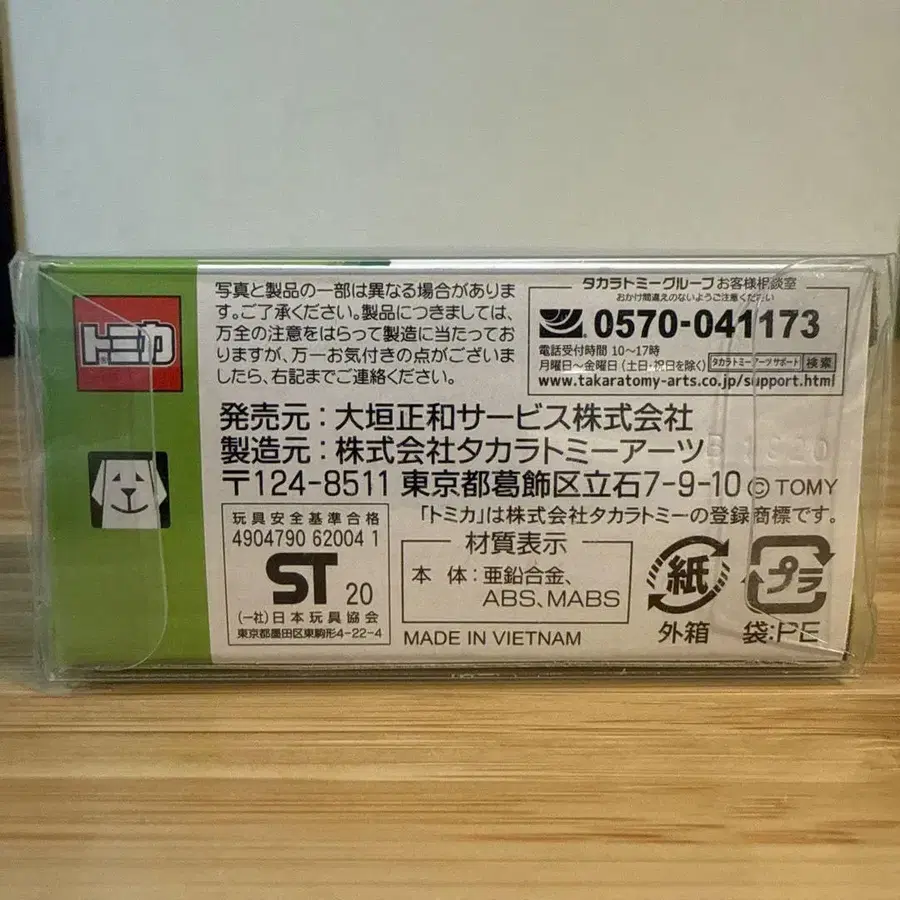 トミカ
写真と製品の一部は異なる場合がありま
す。ご了承ください。製品につきましては、
万全の注意をはらって製造に当たってお
りますが、万一お気付きの点がございま
したら、右記までご連絡ください。
タカラトミーグループお客様相談室
おかけ間違えのないようご注意ください
0570-041173
電話受付時間 10〜17時
月曜日〜金曜日(土・日・祝日を除く) タカラトミーアーツサポート 検索
www.takaratomy-arts.co.jp/support.html
発売元:大垣正和サービス株式会社
製造元:株式会社タカラトミーアーツ
〒124-8511 東京都葛飾区立石7-9-10 © TOMY
「トミカ」は株式会社タカラトミーの登録商標です。
玩具安全基準合格
4904790 62004 1
ST 20
(一社)日本玩具協会
東京都墨田区東駒形4-22-4
材質表示
本 体:亜鉛合金、
ABS、MABS
MADE IN VIETNAM
紙
外箱
プラ
袋:PE